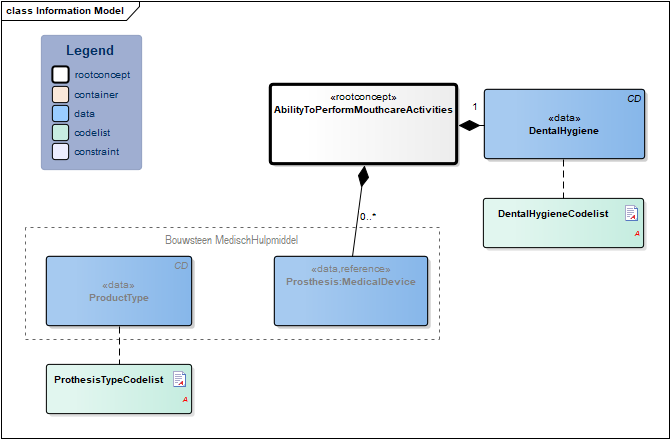 class Information Model
Legend
rootconcept
container
data
codelist
constraint
«rootconcept»
AbilityToPerformMouthcareActivities
1
CD
«data»
DentalHygiene
DentalHygieneCodelist
A
0..*
Bouwsteen MedischHulpmiddel
CD
«data»
ProductType
«data,reference»
Prosthesis:MedicalDevice
ProthesisTypeCodelist
A